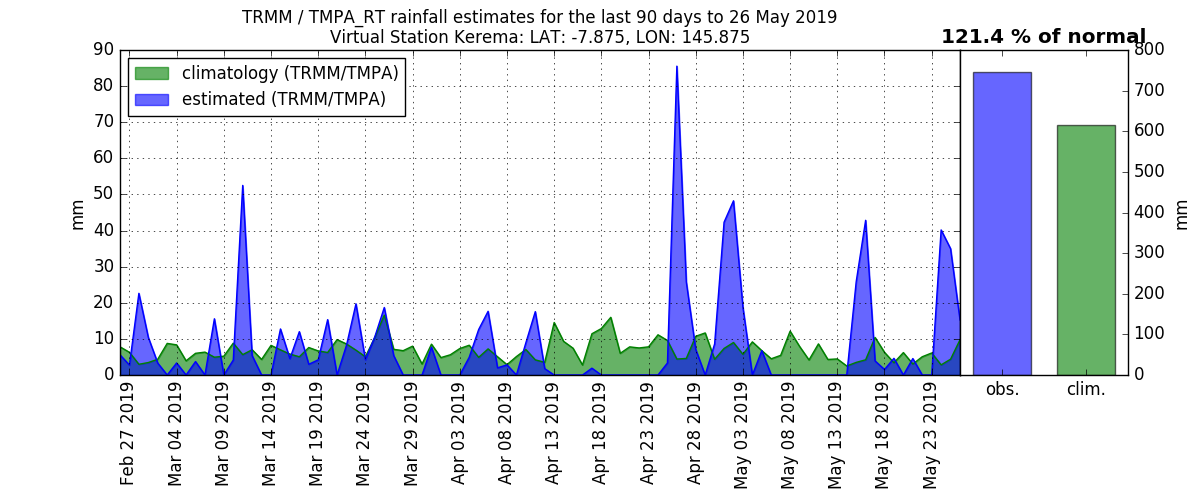 TRMM / TMPA_RT rainfall estimates for the last 90 days to 26 May 2019
Virtual Station Kerema: LAT: -7.875, LON: 145.875
121.4 % of normal
climatology (TRMM/TMPA)
estimated (TRMM/TMPA)
mm
90
80
70
60
50
40
30
20
10
0
Feb 27 2019
Mar 04 2019
Mar 09 2019
Mar 14 2019
Mar 19 2019
Mar 24 2019
Mar 29 2019
Apr 03 2019
Apr 08 2019
Apr 13 2019
Apr 18 2019
Apr 23 2019
Apr 28 2019
May 03 2019
May 08 2019
May 13 2019
May 18 2019
May 23 2019
obs.
clim.
800
700
600
500
400
300
200
100
0
mm